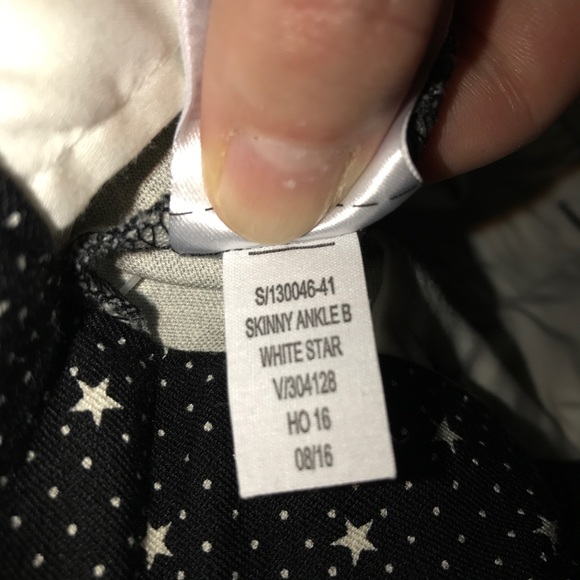 S/130046-41
SKINNY ANKLE B
WHITE STAR
V/304128
HO 16
08/16